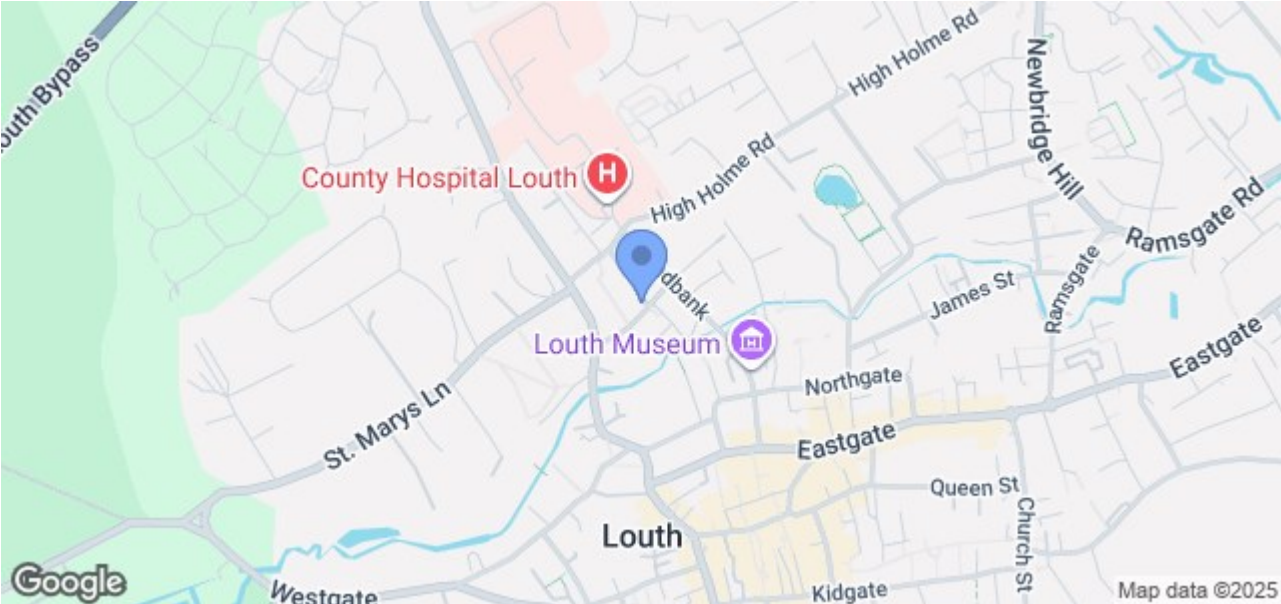 outh Bypass
High Holme Rd
Newbridge Hill
County Hospital Louth
H
High Holme Rd
Ramsgate Rd
dbank
James St
Ramsgate
Louth Museum
Eastgate
Northgate
St. Marys Ln
Eastgate
Queen St
Church St
Louth
Google
Westgate
Kidgate
Map data ©2025